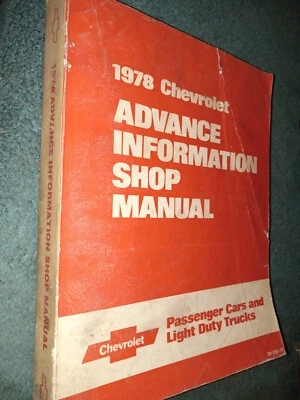 1978 Chevrolet
ADVANCE
INFORMATION
SHOP
MANUAL
Chevrolet
Passenger Cars and
Light Duty Trucks
1978 ADVANCE INFORMATION SHOP MANUAL